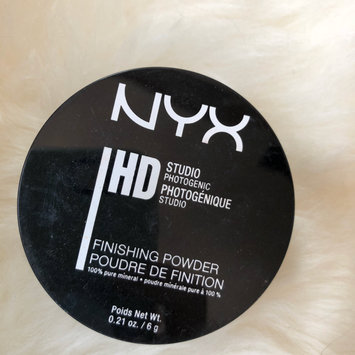 NYX
HD
STUDIO
PHOTOGENIC
PHOTOGÉNIQUE
STUDIO
FINISHING POWDER
POUDRE DE FINITION
100% pure mineral • poudre minérale pure à 100 %
Poids Net Wt.
0.21 oz. / 6 g